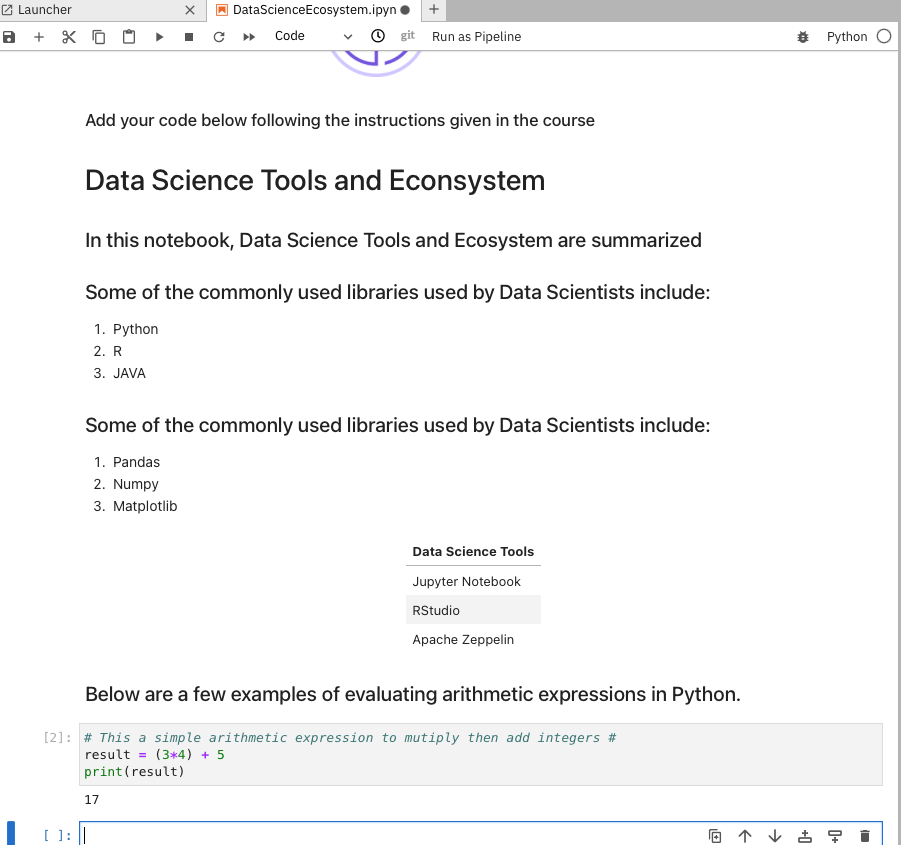 Launcher
DataScienceEcosystem.ipyn
Code
git
Run as Pipeline
Python
Add your code below following the instructions given in the course
Data Science Tools and Econsystem
In this notebook, Data Science Tools and Ecosystem are summarized
Some of the commonly used libraries used by Data Scientists include:
1. Python
2. R
3. JAVA
Some of the commonly used libraries used by Data Scientists include:
1. Pandas
2. Numpy
3. Matplotlib
Data Science Tools
Jupyter Notebook
RStudio
Apache Zeppelin
Below are a few examples of evaluating arithmetic expressions in Python.
[2]: # This a simple arithmetic expression to mutiply then add integers #
result = (3*4) + 5
print(result)
17
[ ]: